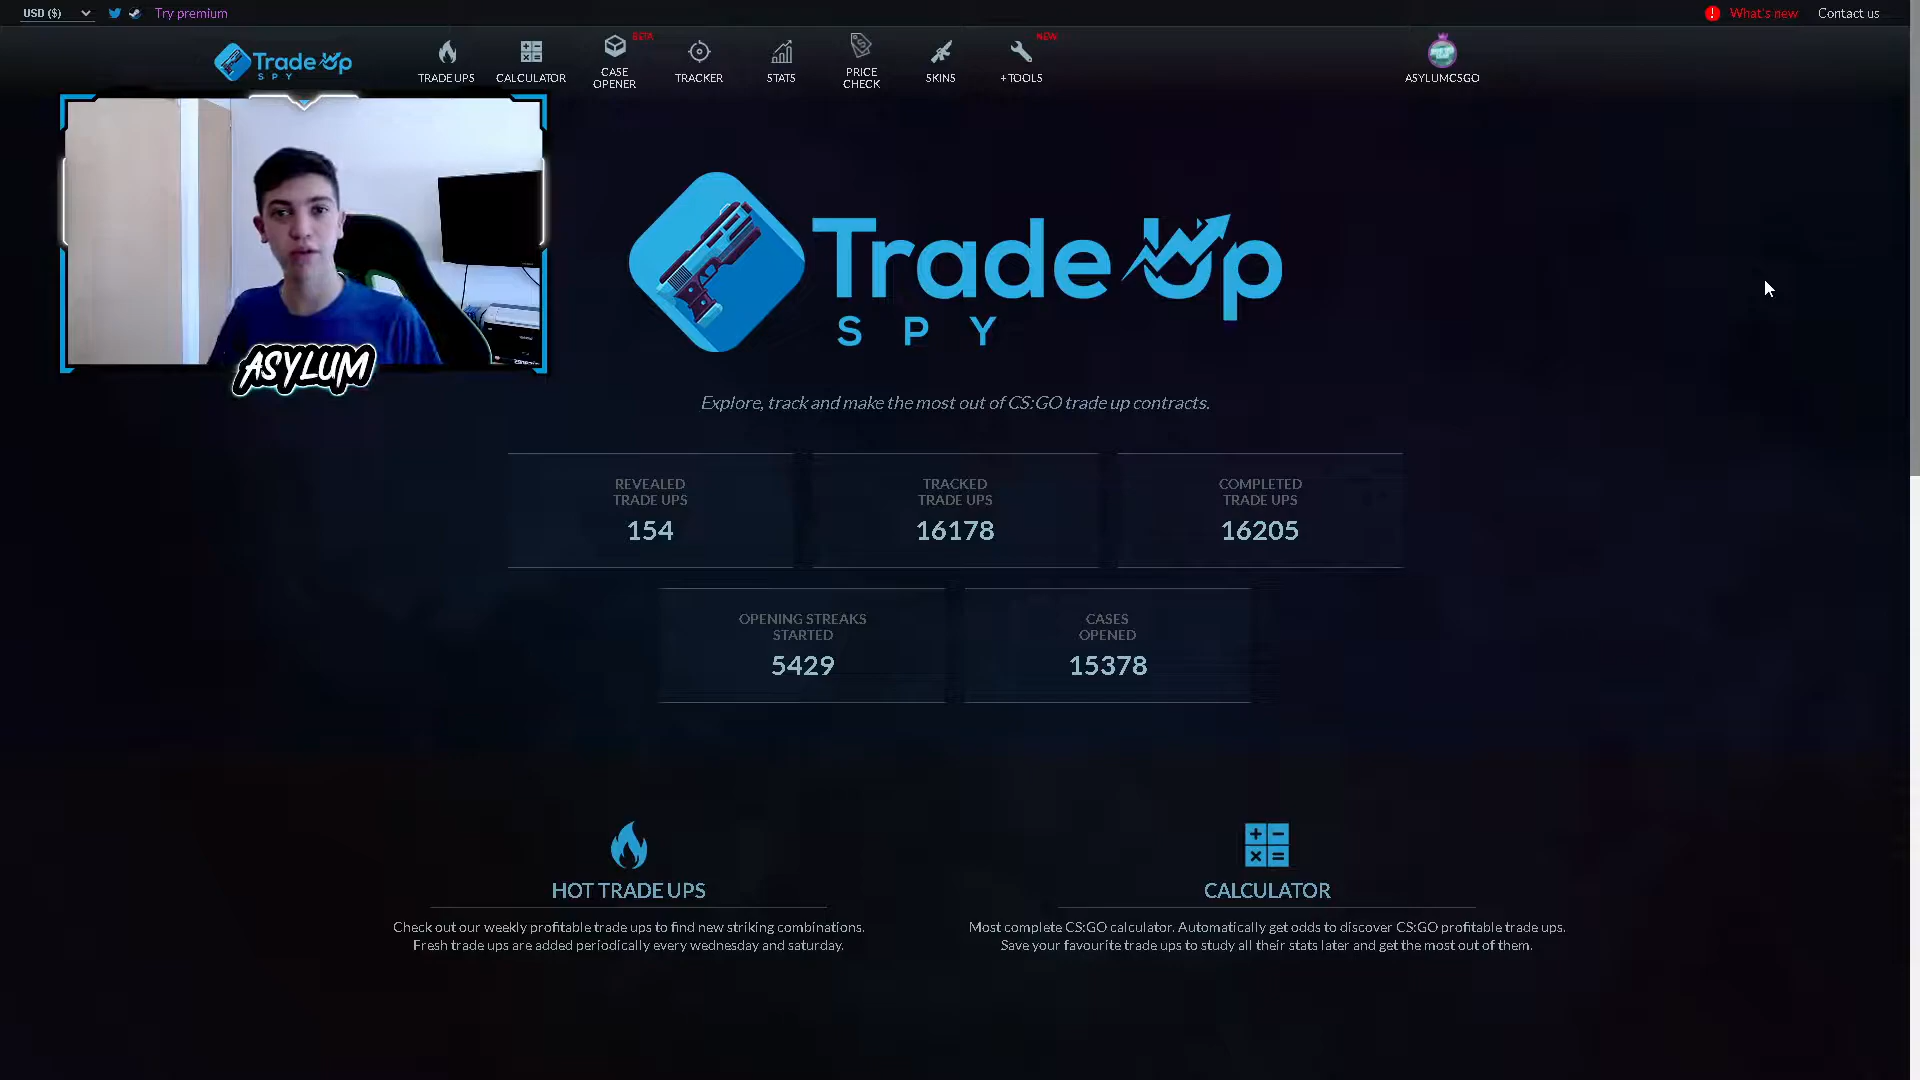 USD ($)
Try premium
What's new
Contact us
Trade Up
SPY
TRADE UPS
CALCULATOR
CASE
OPENER
BETA
TRACKER
STATS
PRICE
CHECK
SKINS
+ TOOLS
NEW
ASYLUMCSGO
ASYLUM
Trade Up
SPY
Explore, track and make the most out of CS:GO trade up contracts.
REVEALED
TRADE UPS
154
TRACKED
TRADE UPS
16178
COMPLETED
TRADE UPS
16205
OPENING STREAKS
STARTED
5429
CASES
OPENED
15378
HOT TRADE UPS
Check out our weekly profitable trade ups to find new striking combinations.
Fresh trade ups are added periodically every wednesday and saturday.
CALCULATOR
Most complete CS:GO calculator. Automatically get odds to discover CS:GO profitable trade ups.
Save your favourite trade ups to study all their stats later and get the most out of them.